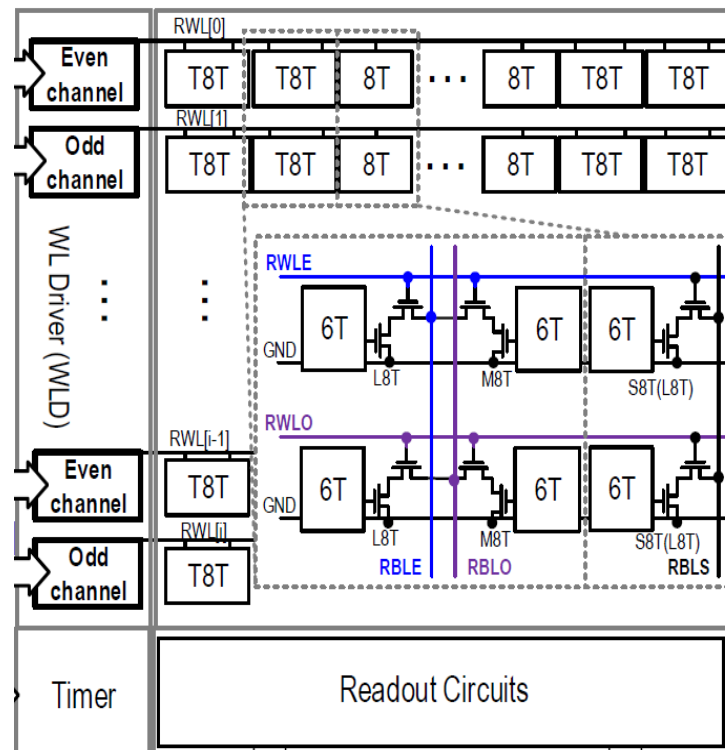 RWL[0]
Even
channel
T8T
T8T
8T
...
8T
T8T
T8T
RWL[1]
Odd
channel
T8T
T8T
8T
...
8T
T8T
T8T
WL Driver (WLD)
RWLE
6T
6T
6T
GND
L8T
M8T
S8T(L8T)
RWLO
6T
6T
6T
GND
L8T
M8T
S8T(L8T)
RBLE
RBLO
RBLS
RWL[i-1]
Even
channel
T8T
RWL[i]
Odd
channel
T8T
Timer
Readout Circuits